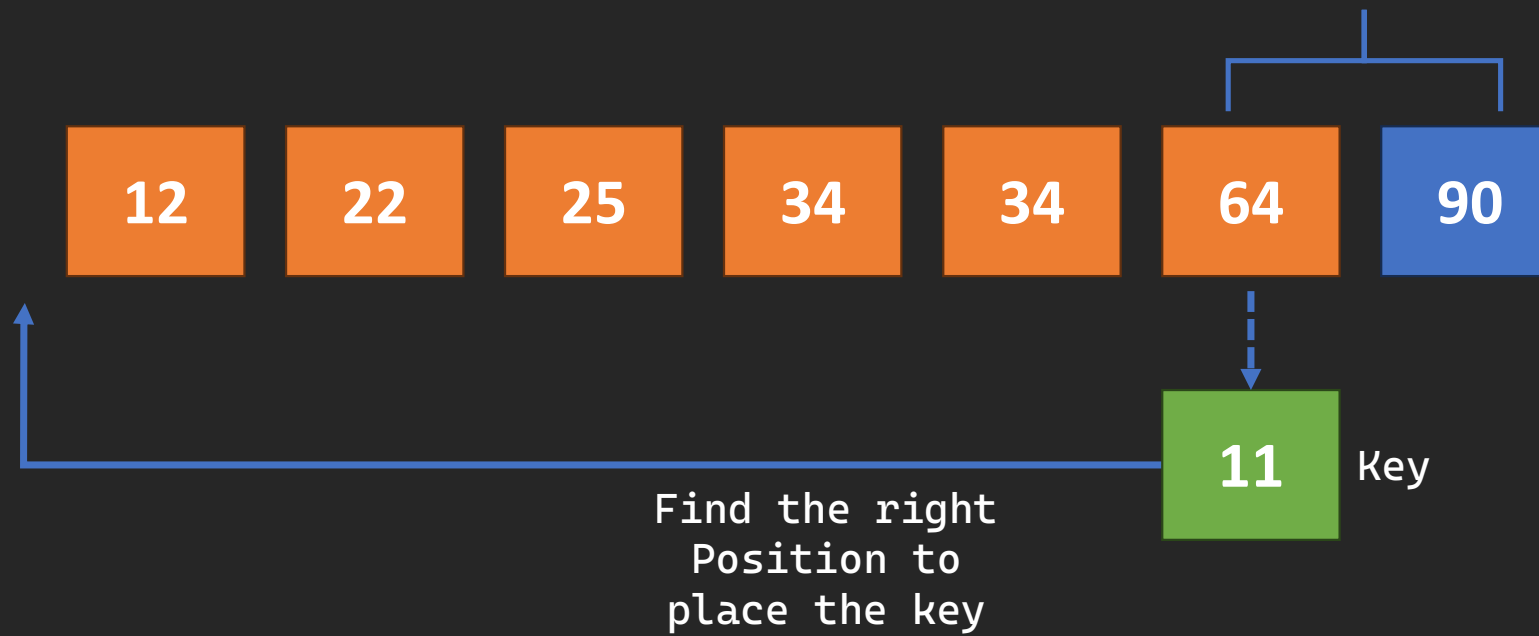 12 22 25 34 34 64 90
11 Key
Find the right
Position to
place the key